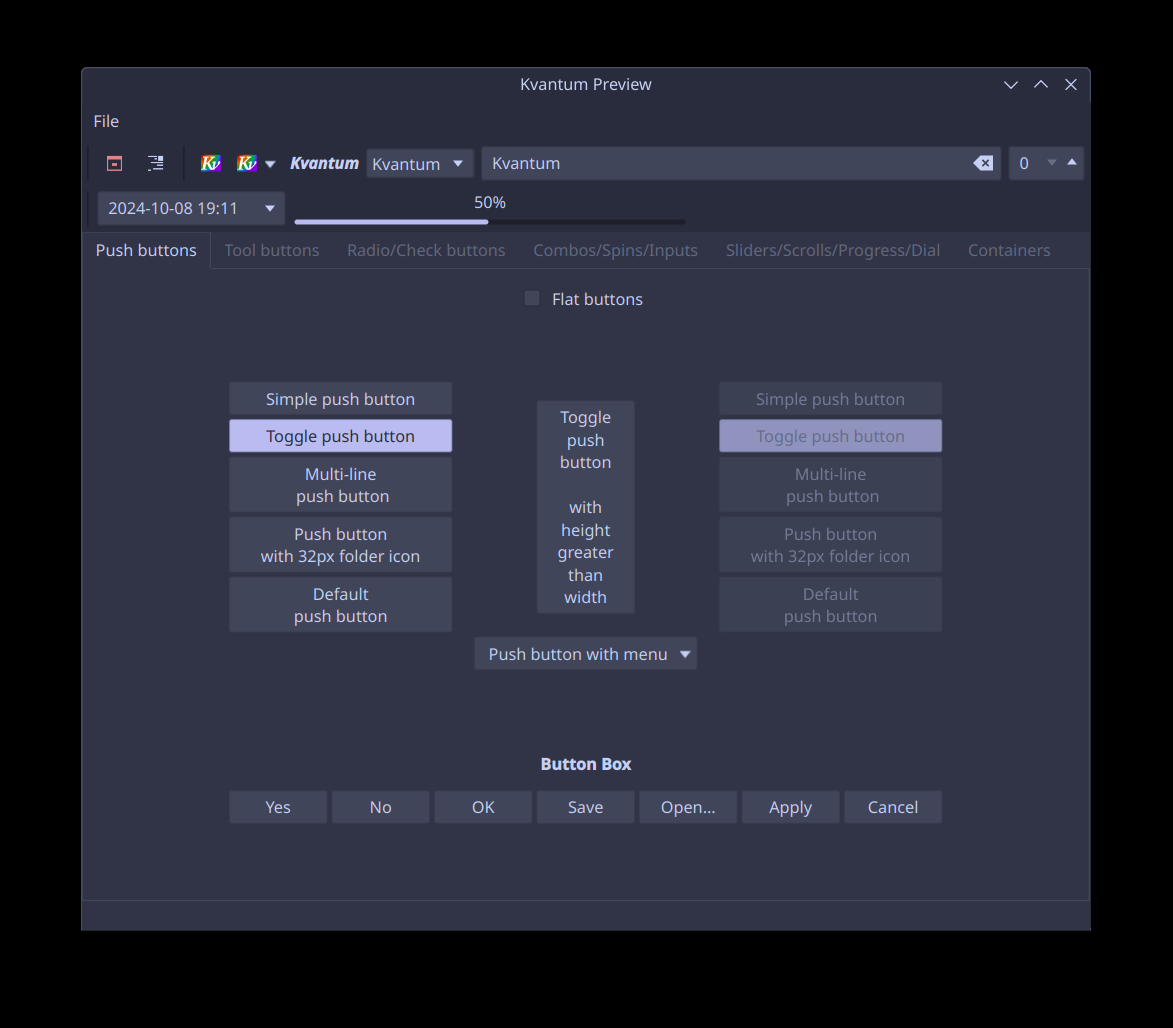 Kvantum Preview
File
Kv Kv Kvantum Kvantum Kvantum 0
2024-10-08 19:11 50%
Push buttons Tool buttons Radio/Check buttons Combos/Spins/Inputs Sliders/Scrolls/Progress/Dial Containers
Flat buttons
Simple push button
Toggle push button
Multi-line
push button
Push button
with 32px folder icon
Default
push button
Toggle
push
button
with
height
greater
than
width
Push button with menu
Simple push button
Toggle push button
Multi-line
push button
Push button
with 32px folder icon
Default
push button
Button Box
Yes No OK Save Open... Apply Cancel